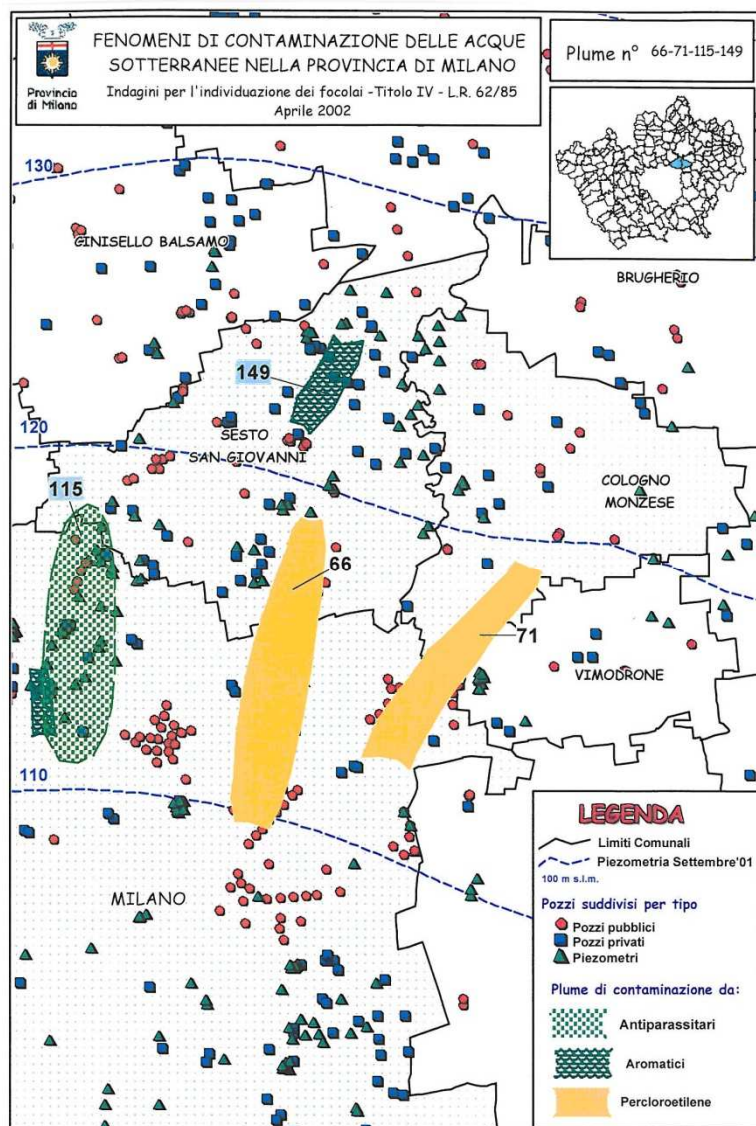 FENOMENI DI CONTAMINAZIONE DELLE ACQUE
SOTTERRANEE NELLA PROVINCIA DI MILANO
Indagini per l'individuazione dei focolai -Titolo IV - L.R. 62/85
Aprile 2002
Provincia
di Milano
Plume n° 66-71-115-149
130
CINISELLO BALSAMO
BRUGHERIO
149
120
SESTO
SAN GIOVANNI
COLOGNO
MONZESE
115
66
71
VIMODRONE
110
MILANO
LEGENDA
Limiti Comunali
Piezometria Settembre'01
100 m s.l.m.
Pozzi suddivisi per tipo
Pozzi pubblici
Pozzi privati
Piezometri
Plume di contaminazione da:
Antiparassitari
Aromatici
Percloroetilene